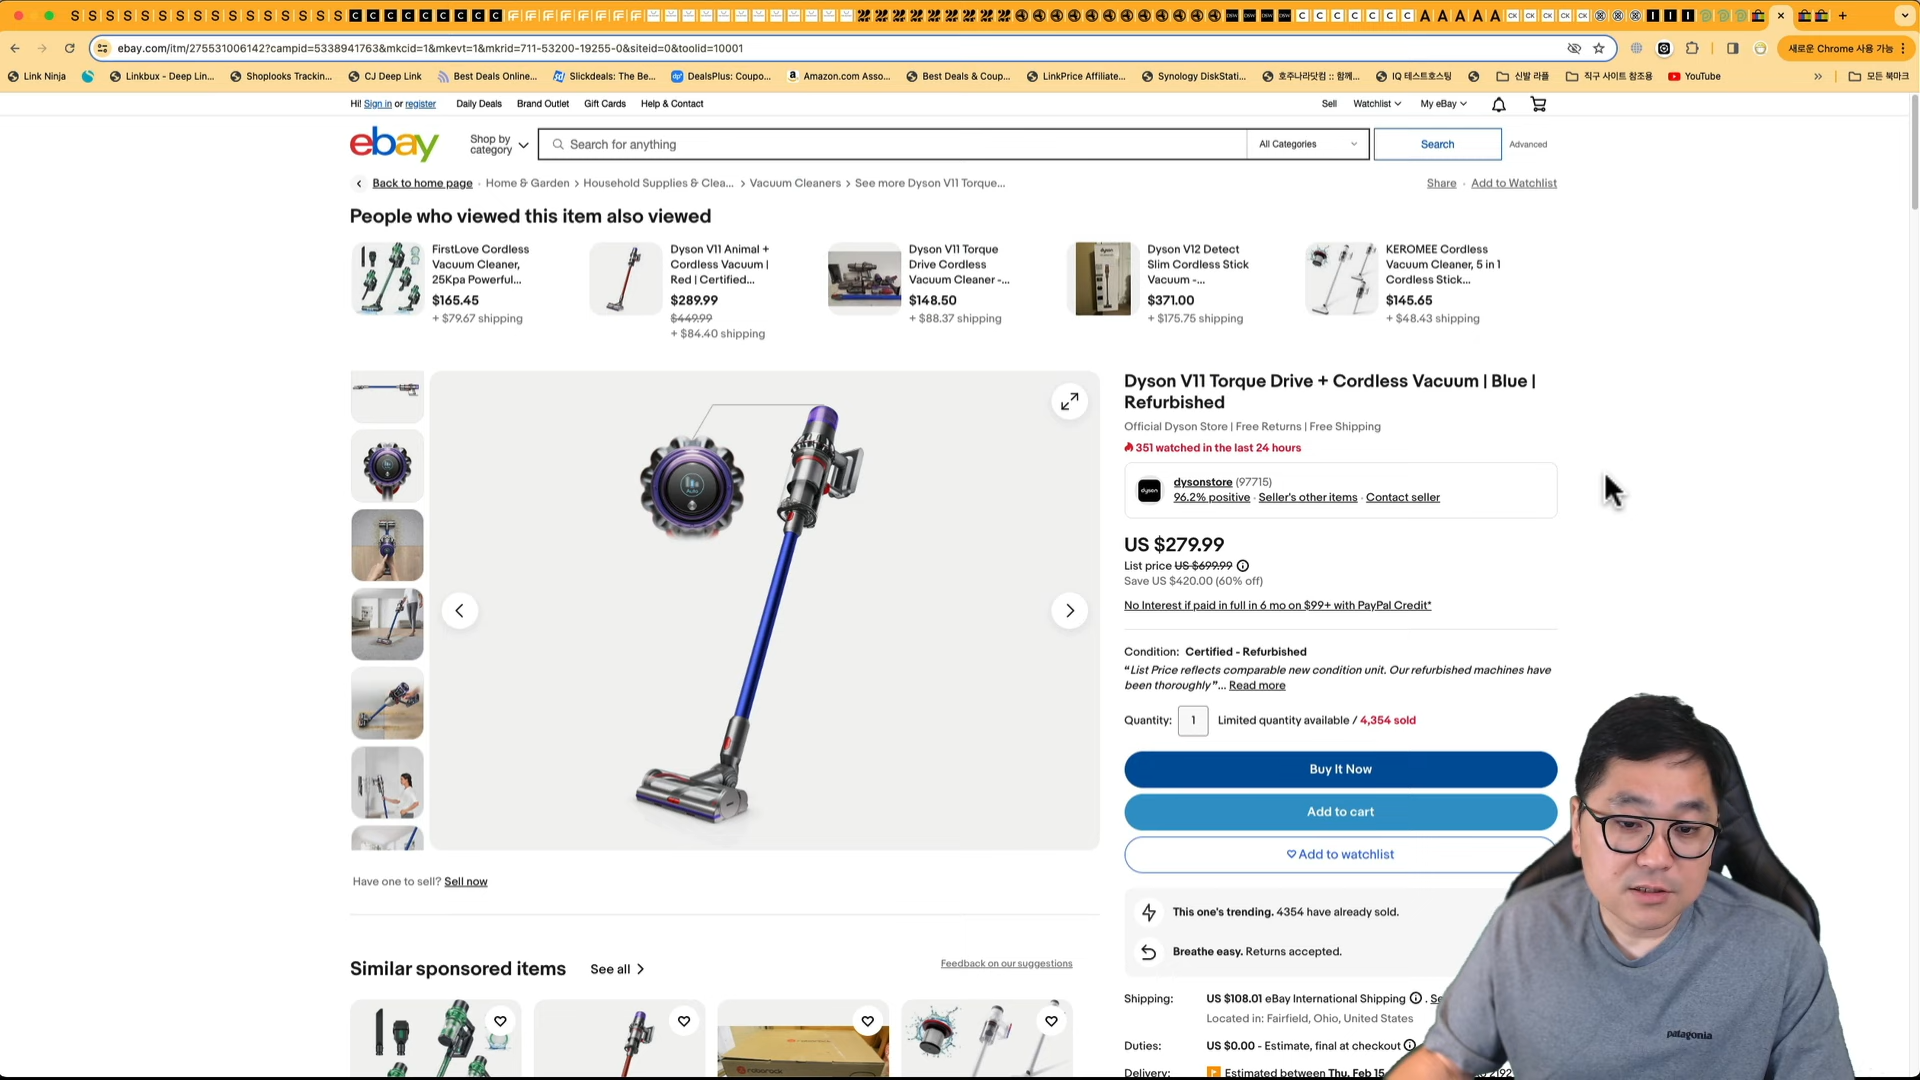 ebay.com/itm/275531006142?campid=5338941763&mkcid=1&mkevt=1&mkrid=711-53200-19255-0&siteid=0&toolid=10001
새로운 Chrome 사용 가능
Link Ninja
Linkbux - Deep Lin...
Shoplooks Trackin...
CJ Deep Link
Best Deals Online...
Slickdeals: The Be...
DealsPlus: Coupo...
Amazon.com Asso...
Best Deals & Coup...
LinkPrice Affiliate...
Synology DiskStati...
호주나라닷컴 :: 함께...
IQ 테스트호스팅
신발 라플
직구 사이트 참조용
YouTube
모든 북마크
Hi! Sign in or register Daily Deals Brand Outlet Gift Cards Help & Contact
Sell Watchlist My eBay
ebay
Shop by category
Search for anything
All Categories
Search
Advanced
Back to home page
Home & Garden > Household Supplies & Clea... > Vacuum Cleaners > See more Dyson V11 Torque...
Share Add to Watchlist
People who viewed this item also viewed
FirstLove Cordless
Vacuum Cleaner,
25Kpa Powerful...
$165.45
+ $79.67 shipping
Dyson V11 Animal +
Cordless Vacuum |
Red | Certified...
$289.99
$449.99
+ $84.40 shipping
Dyson V11 Torque
Drive Cordless
Vacuum Cleaner -...
$148.50
+ $88.37 shipping
Dyson V12 Detect
Slim Cordless Stick
Vacuum -...
$371.00
+ $175.75 shipping
KEROMEE Cordless
Vacuum Cleaner, 5 in 1
Cordless Stick...
$145.65
+ $48.43 shipping
Auto
Dyson V11 Torque Drive + Cordless Vacuum | Blue |
Refurbished
Official Dyson Store | Free Returns | Free Shipping
351 watched in the last 24 hours
dyson
dysonstore (97715)
96.2% positive · Seller's other items · Contact seller
US $279.99
List price US $699.99
Save US $420.00 (60% off)
No Interest if paid in full in 6 mo on $99+ with PayPal Credit*
Condition: Certified - Refurbished
“List Price reflects comparable new condition unit. Our refurbished machines have
been thoroughly”... Read more
Quantity: 1 Limited quantity available / 4,354 sold
Buy It Now
Add to cart
Add to watchlist
This one's trending. 4354 have already sold.
Breathe easy. Returns accepted.
Shipping: US $108.01 eBay International Shipping
Located in: Fairfield, Ohio, United States
Duties: US $0.00 - Estimate, final at checkout
Delivery: Estimated between Thu, Feb 15
Have one to sell? Sell now
Similar sponsored items See all
Feedback on our suggestions
patagonia